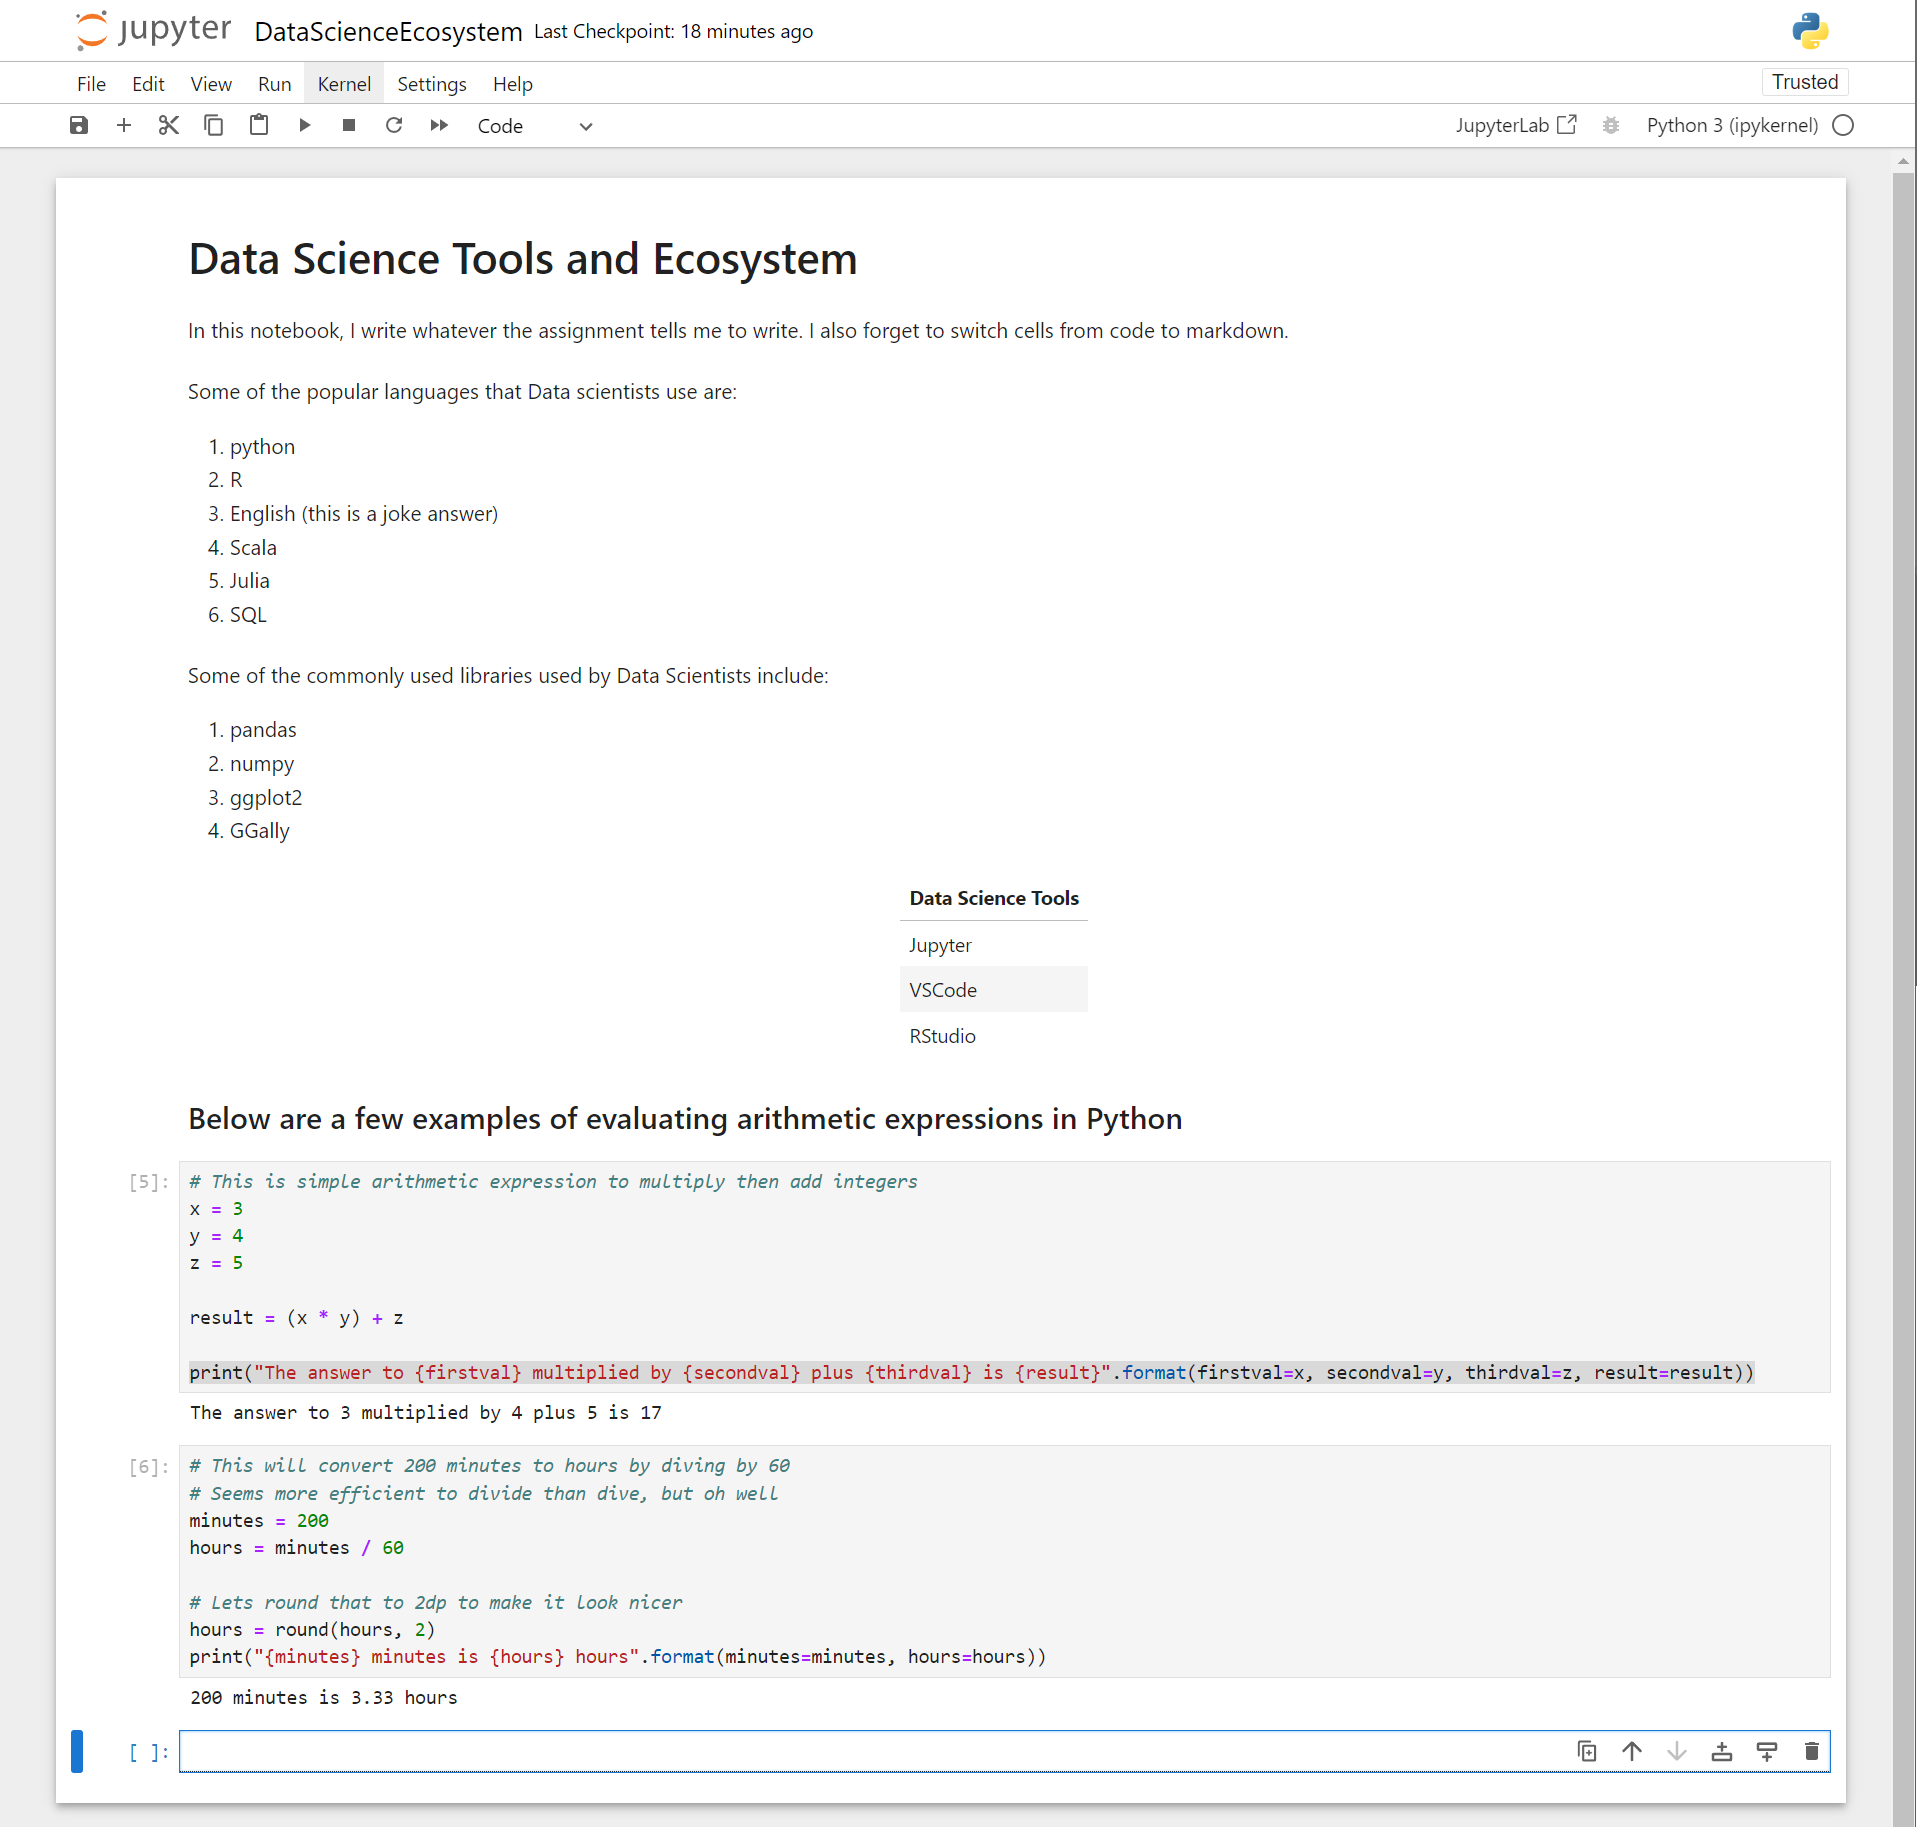 jupyter DataScienceEcosystem Last Checkpoint: 18 minutes ago
File Edit View Run Kernel Settings Help Trusted
Code JupyterLab Python 3 (ipykernel)
Data Science Tools and Ecosystem
In this notebook, I write whatever the assignment tells me to write. I also forget to switch cells from code to markdown.
Some of the popular languages that Data scientists use are:
1. python
2. R
3. English (this is a joke answer)
4. Scala
5. Julia
6. SQL
Some of the commonly used libraries used by Data Scientists include:
1. pandas
2. numpy
3. ggplot2
4. GGally
Data Science Tools
Jupyter
VSCode
RStudio
Below are a few examples of evaluating arithmetic expressions in Python
[5]: # This is simple arithmetic expression to multiply then add integers
x = 3
y = 4
z = 5
result = (x * y) + z
print("The answer to {firstval} multiplied by {secondval} plus {thirdval} is {result}".format(firstval=x, secondval=y, thirdval=z, result=result))
The answer to 3 multiplied by 4 plus 5 is 17
[6]: # This will convert 200 minutes to hours by diving by 60
# Seems more efficient to divide than dive, but oh well
minutes = 200
hours = minutes / 60
# Lets round that to 2dp to make it look nicer
hours = round(hours, 2)
print("{minutes} minutes is {hours} hours".format(minutes=minutes, hours=hours))
200 minutes is 3.33 hours
[ ]: